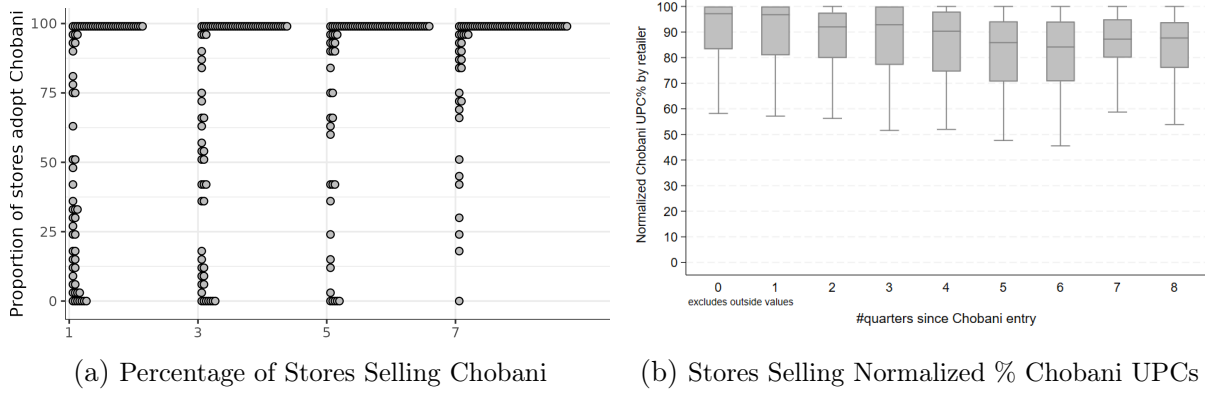 Proportion of stores adopt Chobani
100
75
50
25
0
1 3 5 7
(a) Percentage of Stores Selling Chobani
Normalized Chobani UPC% by retailer
100
90
80
70
60
50
40
30
20
10
0
0 1 2 3 4 5 6 7 8
excludes outside values
#quarters since Chobani entry
(b) Stores Selling Normalized % Chobani UPCs